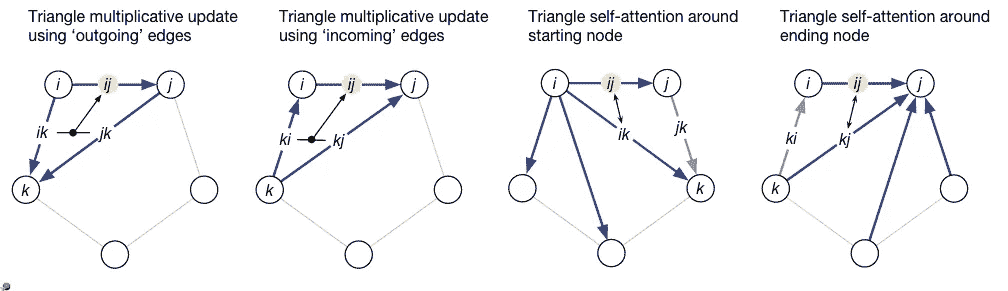 Triangle multiplicative update
using ‘outgoing’ edges
Triangle multiplicative update
using ‘incoming’ edges
Triangle self-attention around
starting node
Triangle self-attention around
ending node
i
ij
j
ik
jk
k
i
ij
j
ki
kj
k
i
ij
j
ik
jk
k
i
ij
j
ki
kj
k